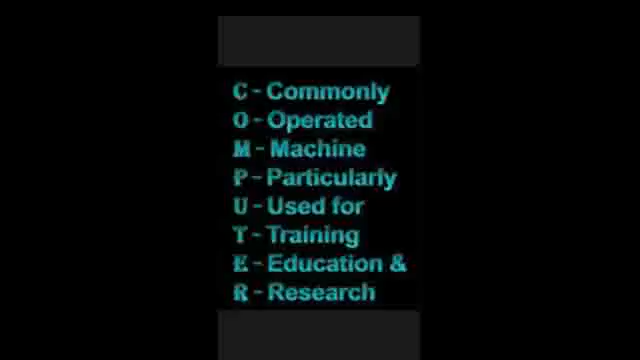 C - Commonly
O - Operated
M - Machine
P - Particularly
U - Used for
T - Training
E - Education &
R - Research